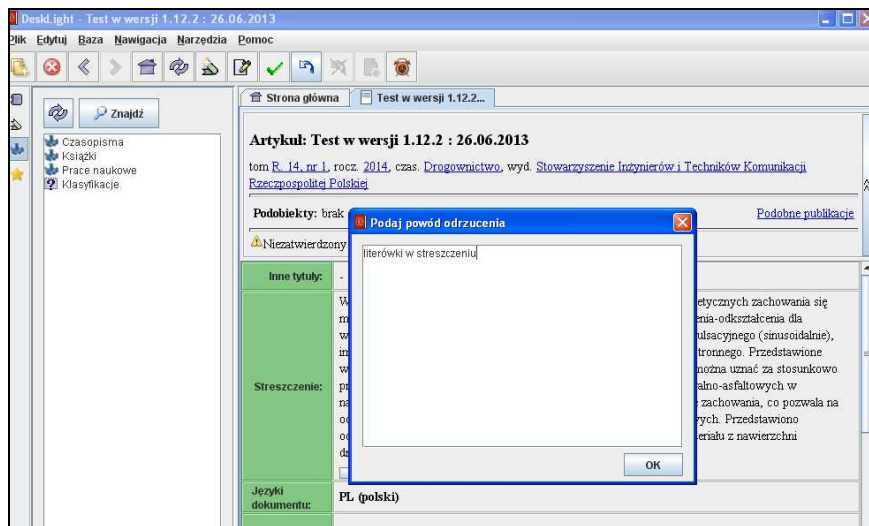 DeskLight - Test w wersji 1.12.2 : 26.06.2013
Plik Edytuj Baza Nawigacja Narzędzia Pomoc
Strona główna Test w wersji 1.12.2...
Znajdź
Czasopisma
Książki
Prace naukowe
Klasyfikacje
Artykuł: Test w wersji 1.12.2 : 26.06.2013
tom R. 14, nr 1, rocz. 2014, czas. Drogownictwo, wyd. Stowarzyszenie Inżynierów i Techników Komunikacji
Rzeczpospolitej Polskiej
Podobiekty: brak
Podobne publikacje
Niezatwierdzony
Podaj powód odrzucenia
literówki w streszczeniu
OK
Inne tytuły: -
Streszczenie:
etycznych zachowania się
enia-odkształcenia dla
ulsacyjnego (sinusoidalnie),
tronnego. Przedstawione
można uznać za stosunkowo
alno-asfaltowych w
zachowania, co pozwala na
ych. Przedstawiono
eriału z nawierzchni
Języki
dokumentu: PL (polski)